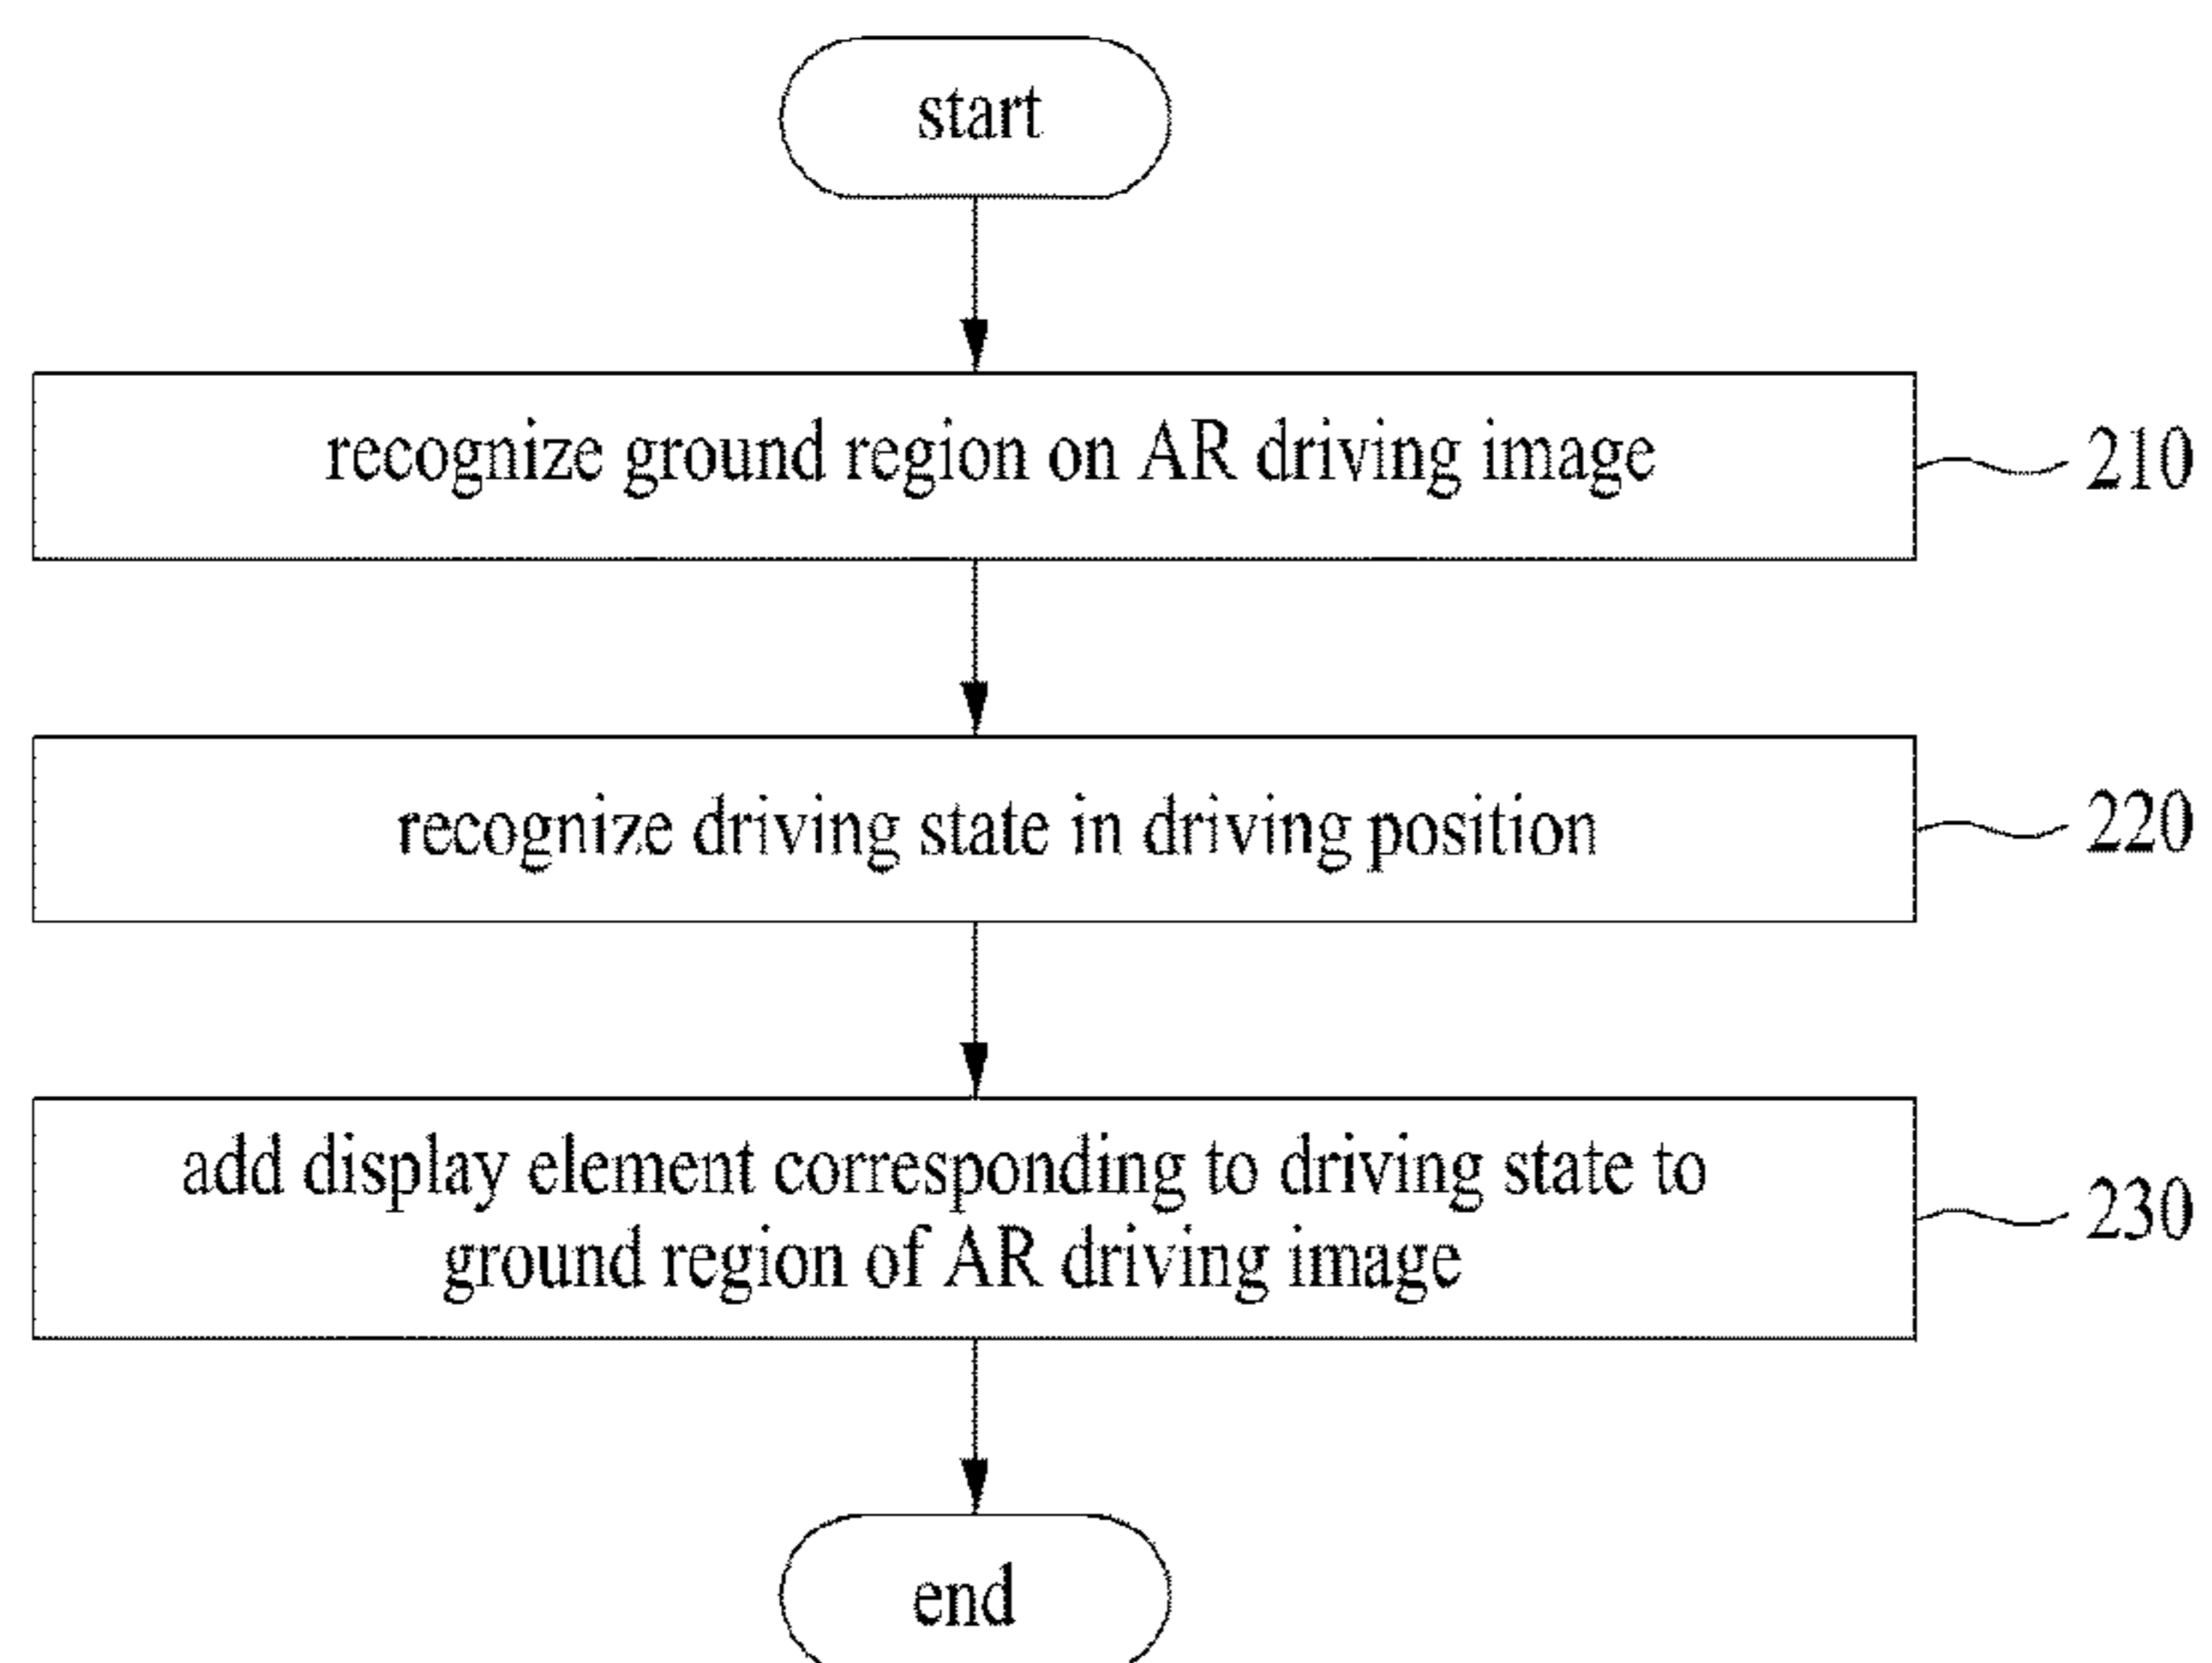 start
recognize ground region on AR driving image
210
recognize driving state in driving position
220
add display element corresponding to driving state to
ground region of AR driving image
230
end